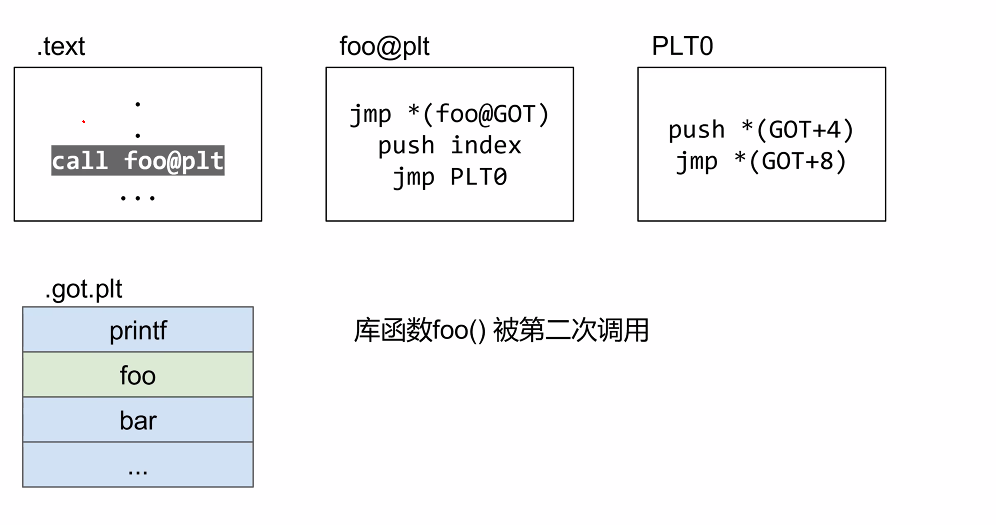 .text
.
.
call foo@plt
...
foo@plt
jmp *(foo@GOT)
push index
jmp PLT0
PLT0
push *(GOT+4)
jmp *(GOT+8)
.got.plt
printf
foo
bar
...
库函数foo() 被第二次调用